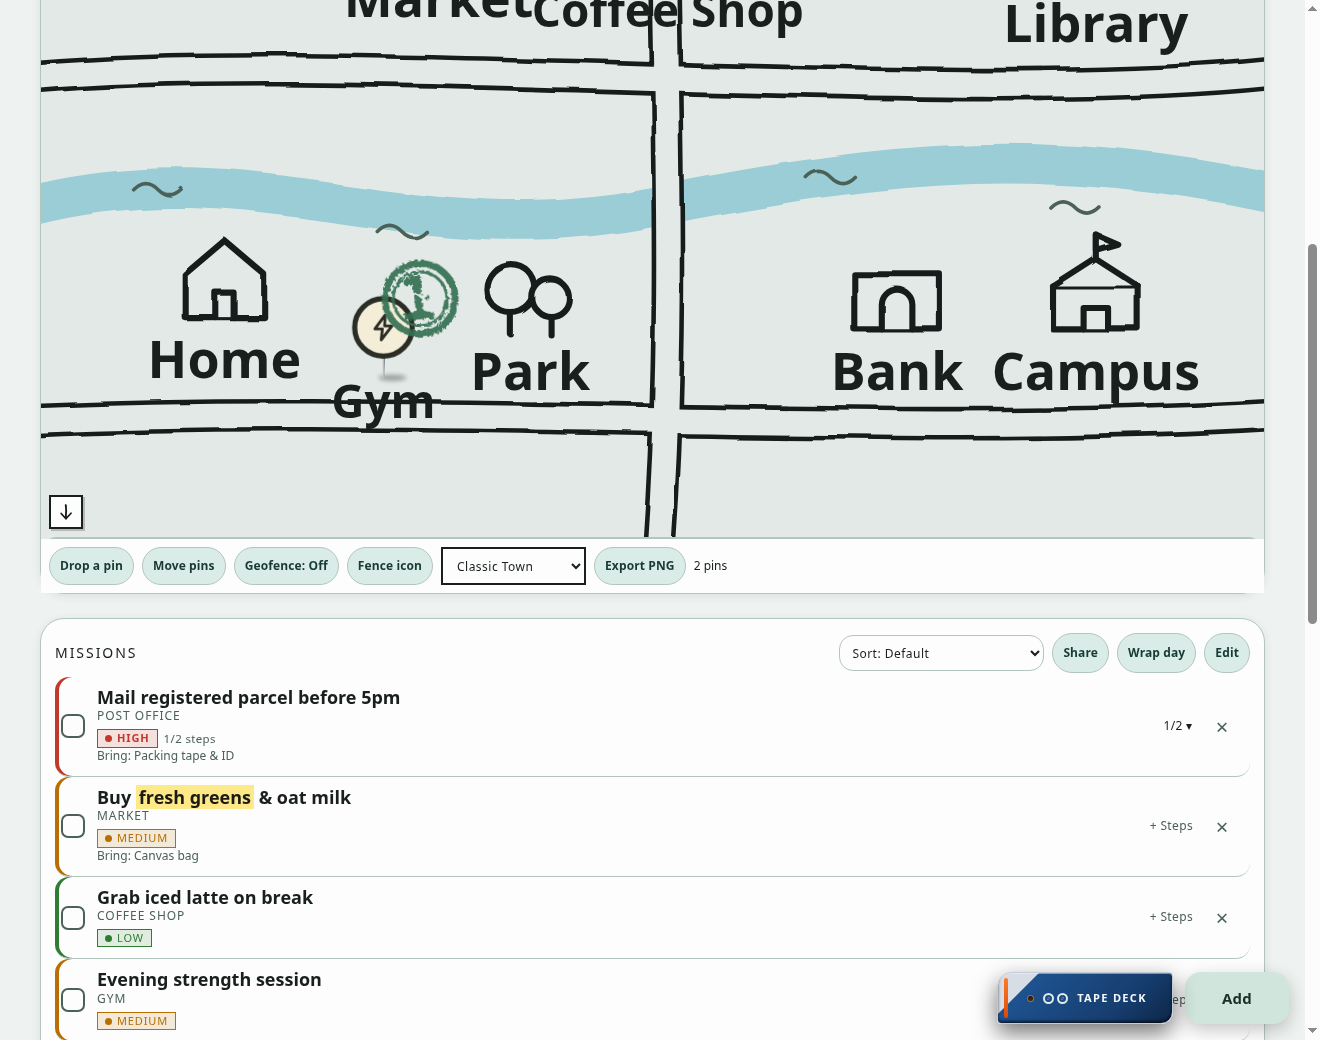 Market Coffee Shop
Library
Home
1
Gym
Park
Bank
Campus
Drop a pin Move pins Geofence: Off Fence icon Classic Town Export PNG 2 pins
MISSIONS
Sort: Default Share Wrap day Edit
Mail registered parcel before 5pm
POST OFFICE
HIGH 1/2 steps
Bring: Packing tape & ID
1/2 ▾ ×
Buy fresh greens & oat milk
MARKET
MEDIUM
Bring: Canvas bag
+ Steps ×
Grab iced latte on break
COFFEE SHOP
LOW
+ Steps ×
Evening strength session
GYM
MEDIUM
TAPE DECK
Add